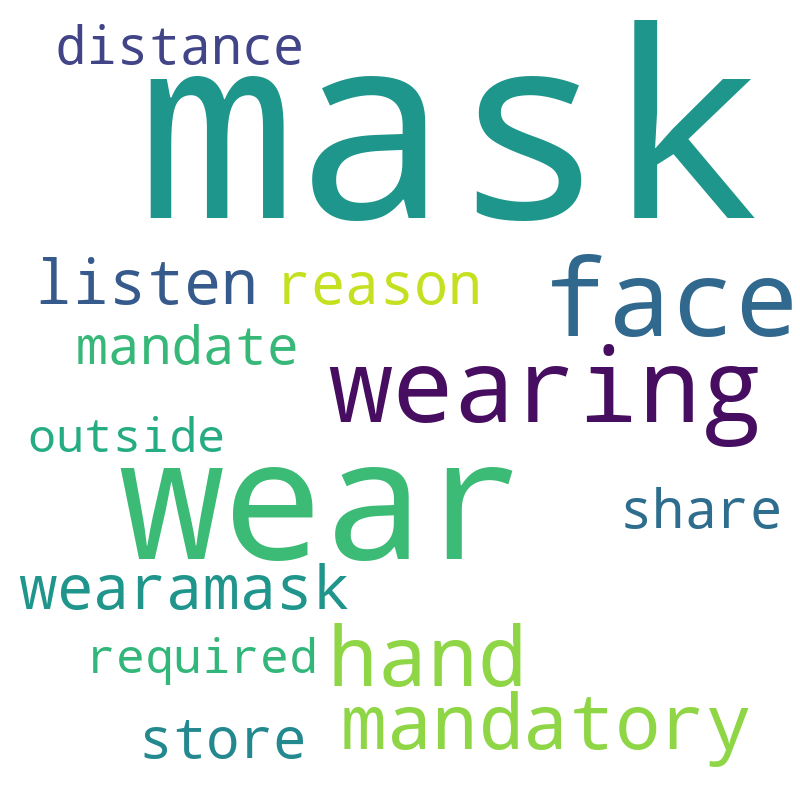 distance
mask
listen reason face
mandate
wearing
outside
wear
share
wearamask
required hand
mandatory
store